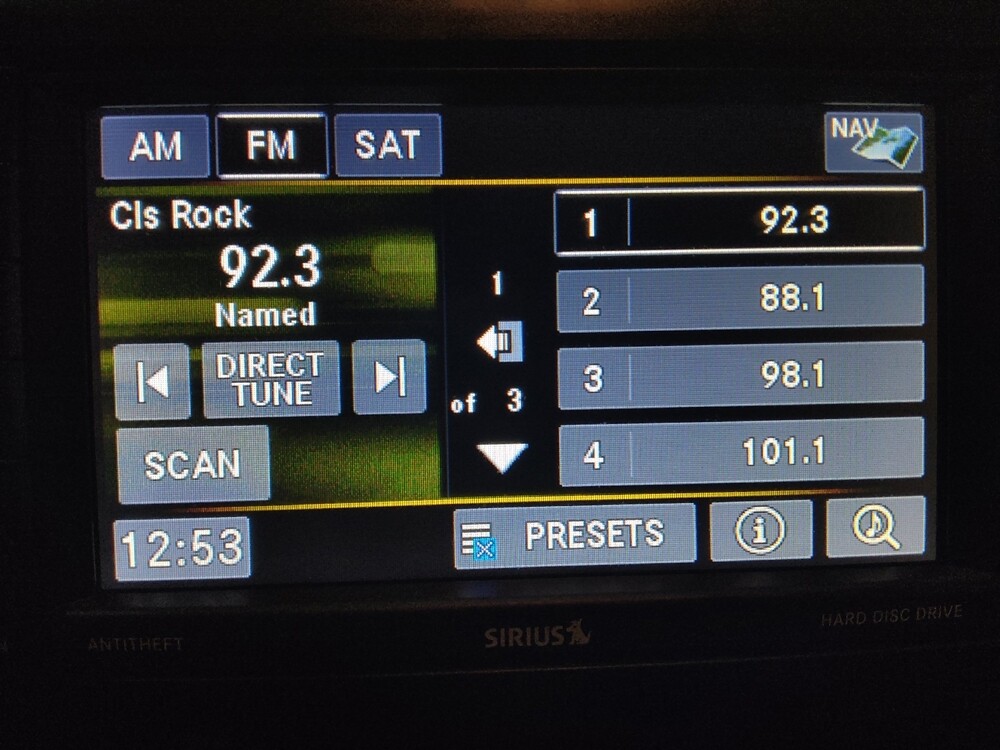 AM FM SAT NAV
Cls Rock
92.3
Named
DIRECT
TUNE
SCAN
1
of 3
1 92.3
2 88.1
3 98.1
4 101.1
12:53 PRESETS i
ANTITHEFT SIRIUS HARD DISC DRIVE